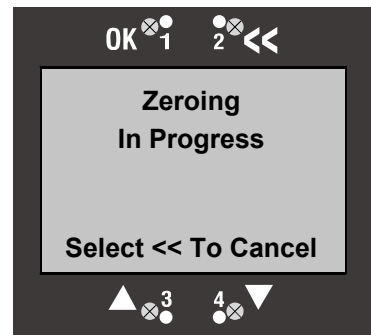 OK 1 2 <<
Zeroing
In Progress
Select << To Cancel
3 4